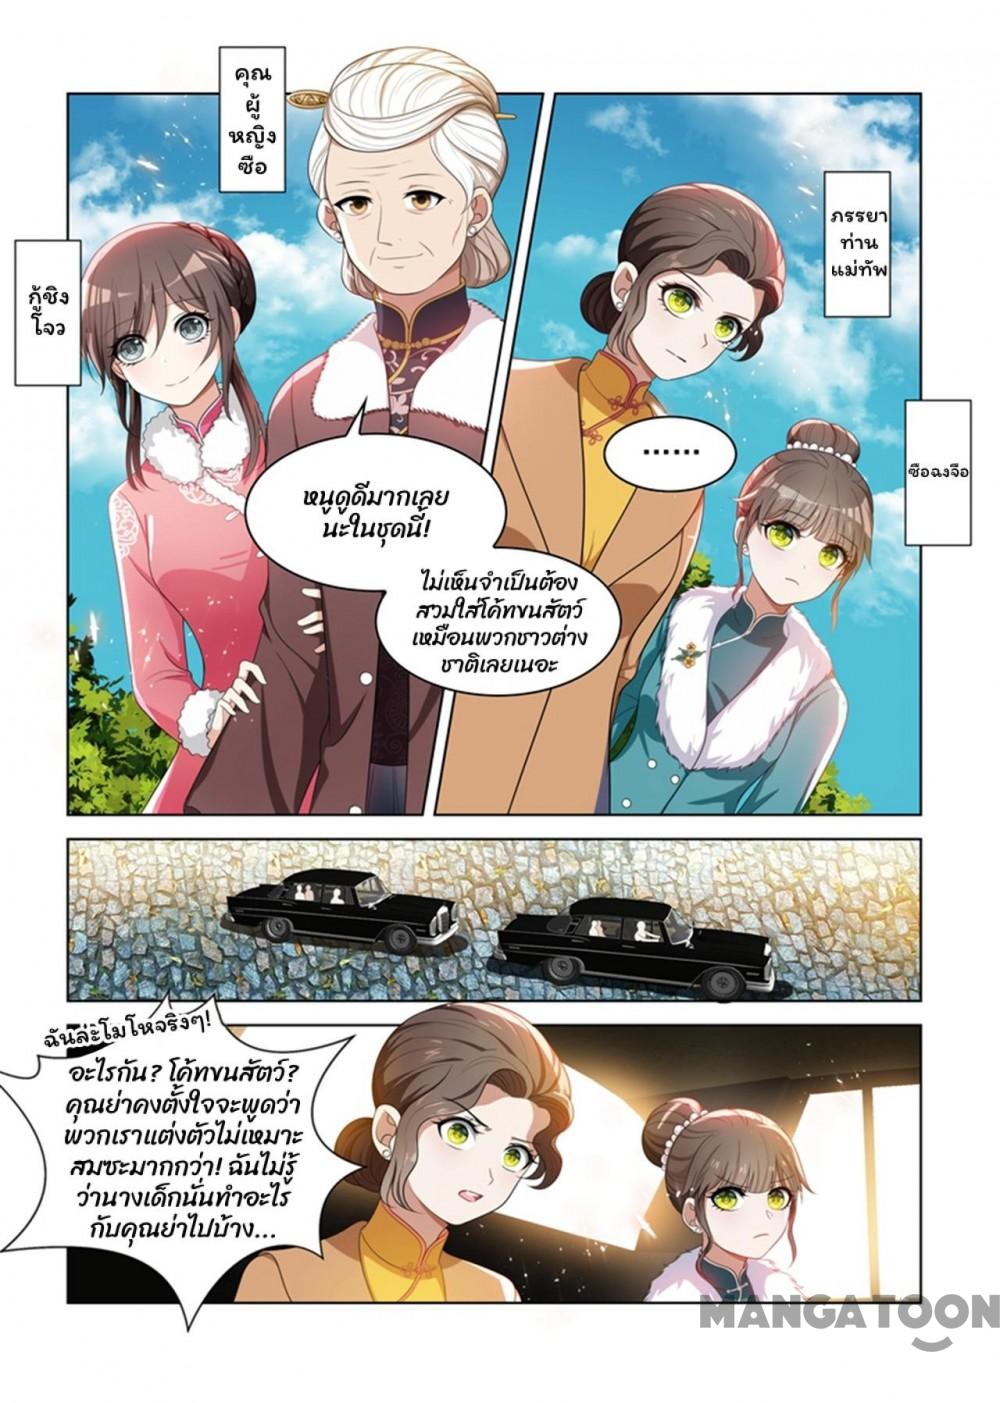 คุณ
ผู้
หญิง
ซือ
กู้ชิง
โจว
ภรรยา
ท่าน
แม่ทัพ
ซือฉงจือ
หนูดูดีมากเลย
นะในชุดนี้!
......
ไม่เห็นจำเป็นต้อง
สวมใส่โค้ทขนสัตว์
เหมือนพวกชาวต่าง
ชาติเลยเนอะ
ฉันล่ะโมโหจริงๆ!
อะไรกัน? โค้ทขนสัตว์?
คุณย่าคงตั้งใจจะพูดว่า
พวกเราแต่งตัวไม่เหมาะ
สมซะมากกว่า! ฉันไม่รู้
ว่านางเด็กนั่นทำอะไร
กับคุณย่าไปบ้าง...
MANGATOON